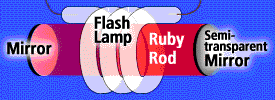 Mirror
Flash
Lamp
Ruby
Rod
Semi-
transparent
Mirror